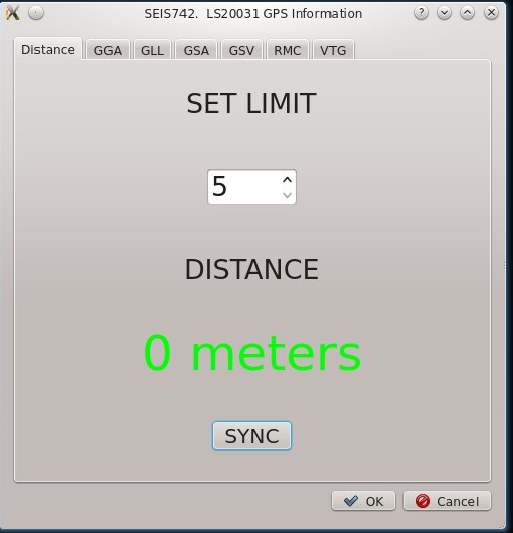 SEIS742. LS20031 GPS Information
Distance GGA GLL GSA GSV RMC VTG
SET LIMIT
5
DISTANCE
0 meters
SYNC
OK Cancel